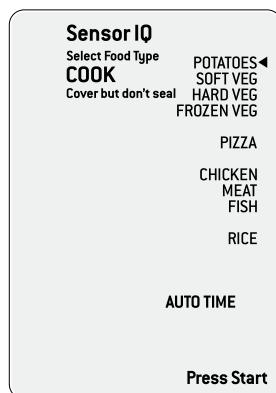 Sensor IQ
Select Food Type
COOK
Cover but don't seal
POTATOES
SOFT VEG
HARD VEG
FROZEN VEG
PIZZA
CHICKEN
MEAT
FISH
RICE
AUTO TIME
Press Start